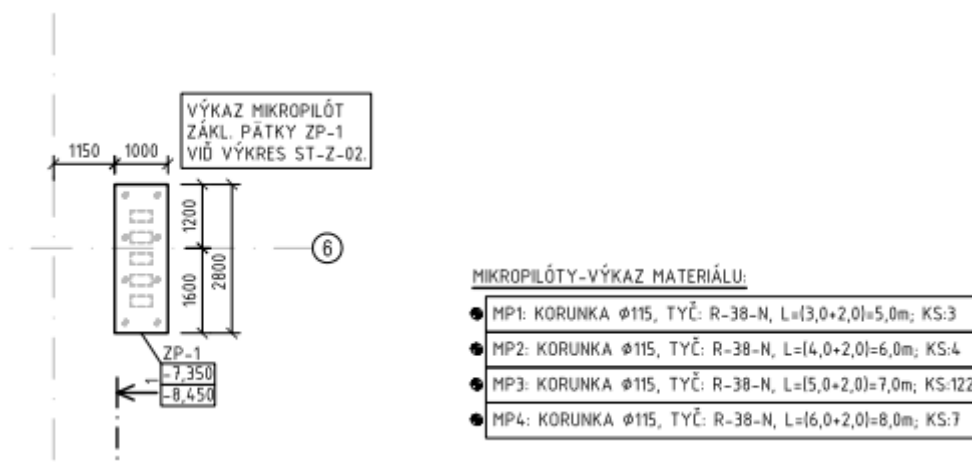 VÝKAZ MIKROPILÓT
ZÁKL. PÄTKY ZP-1
VIĎ VÝKRES ST-Z-02.
1150
1000
1200
1600
2800
6
ZP-1
-7,350
-8,450
1
MIKROPILÓTY-VÝKAZ MATERIÁLU:
MP1: KORUNKA Ø115, TYČ: R-38-N, L=(3,0+2,0)=5,0m; KS:3
MP2: KORUNKA Ø115, TYČ: R-38-N, L=(4,0+2,0)=6,0m; KS:4
MP3: KORUNKA Ø115, TYČ: R-38-N, L=(5,0+2,0)=7,0m; KS:122
MP4: KORUNKA Ø115, TYČ: R-38-N, L=(6,0+2,0)=8,0m; KS:7